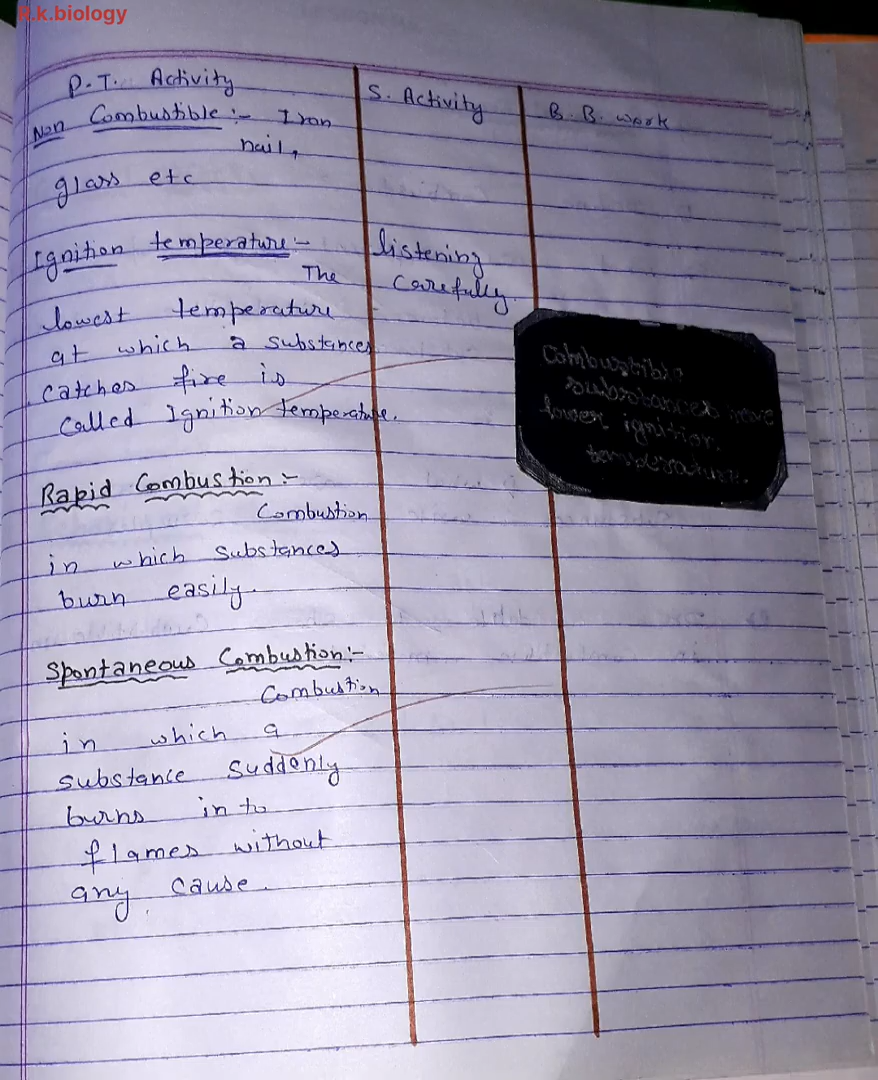 R.k.biology
P.T. Activity
S. Activity
B. B. work
Non Combustible :- Iron
nail,
glass etc
Ignition temperature :-
The
lowest temperature
at which a substances
catches fire is
called Ignition temperature.
listening
Carefully.
Combustible
substances have
lower ignition
temperature.
Rapid Combustion :-
Combustion
in which substances
burn easily.
Spontaneous Combustion :-
Combustion
in which a
substance suddenly
burns in to
flames without
any cause.